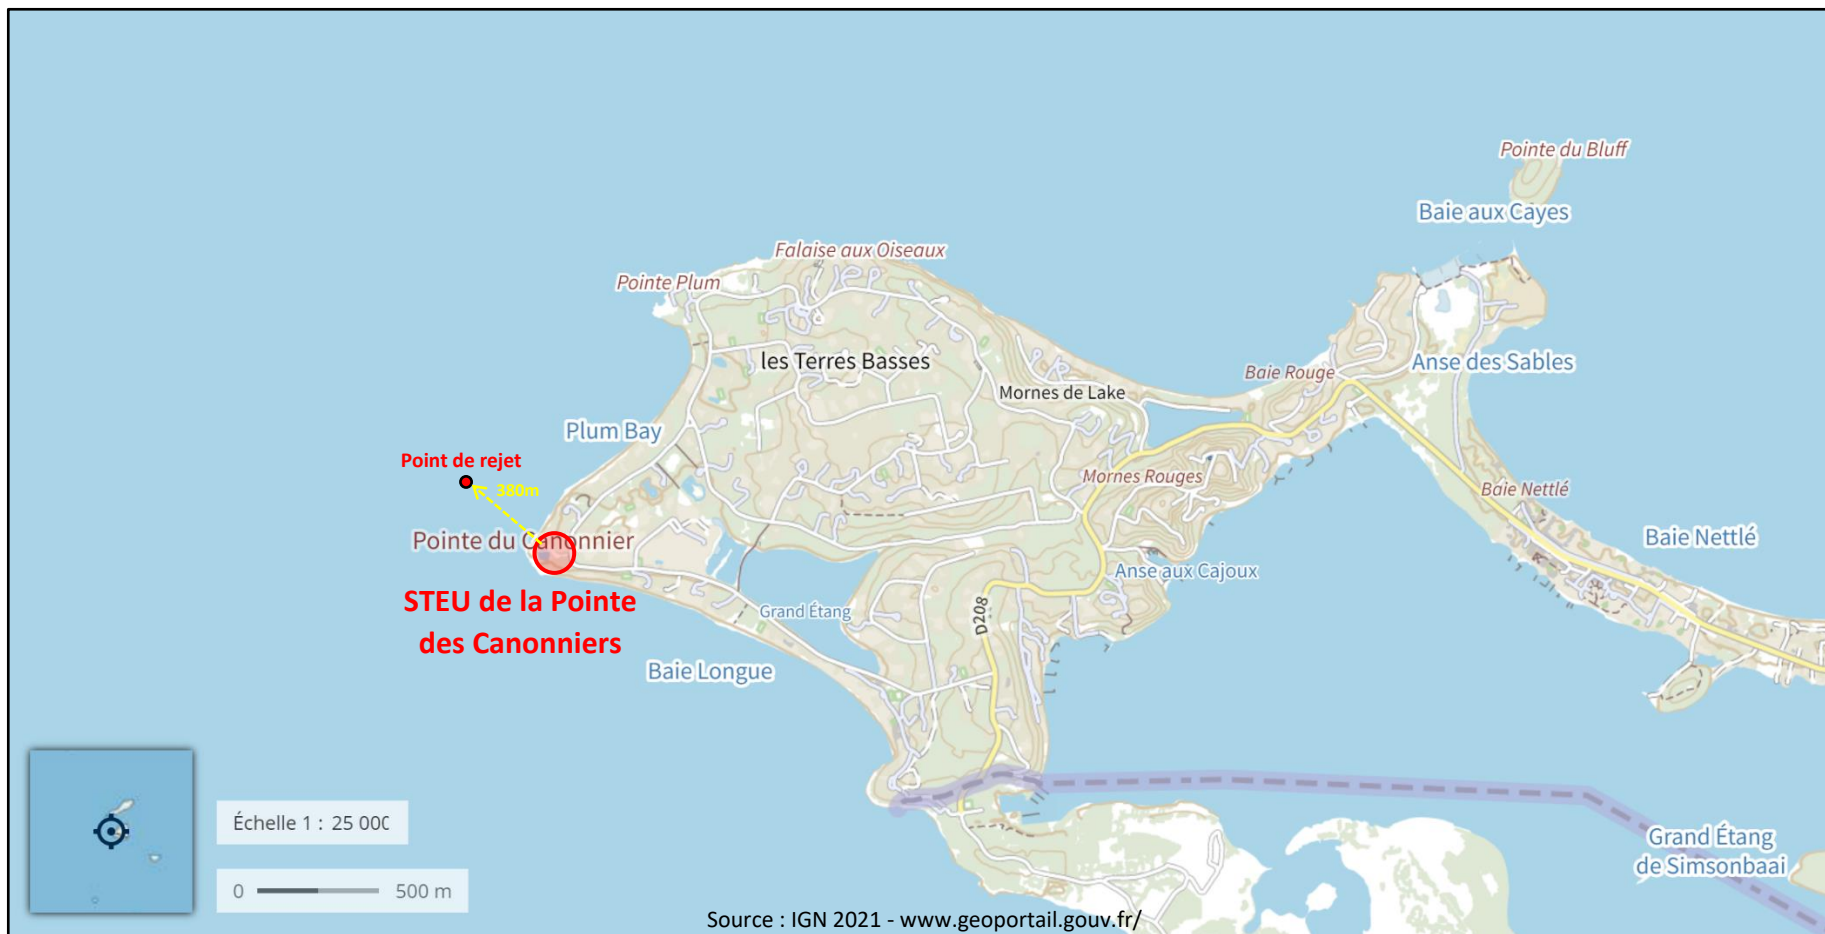 Pointe du Bluff
Baie aux Cayes
Falaise aux Oiseaux
Pointe Plum
les Terres Basses
Anse des Sables
Baie Rouge
Mornes de Lake
Plum Bay
Point de rejet
380m
Mornes Rouges
Baie Nettlé
Pointe du Canonnier
Baie Nettlé
Anse aux Cajoux
STEU de la Pointe
des Canonniers
Grand Étang
D208
Baie Longue
Échelle 1 : 25 000
Grand Étang
de Simsonbaai
0 500 m
Source : IGN 2021 - www.geoportail.gouv.fr/